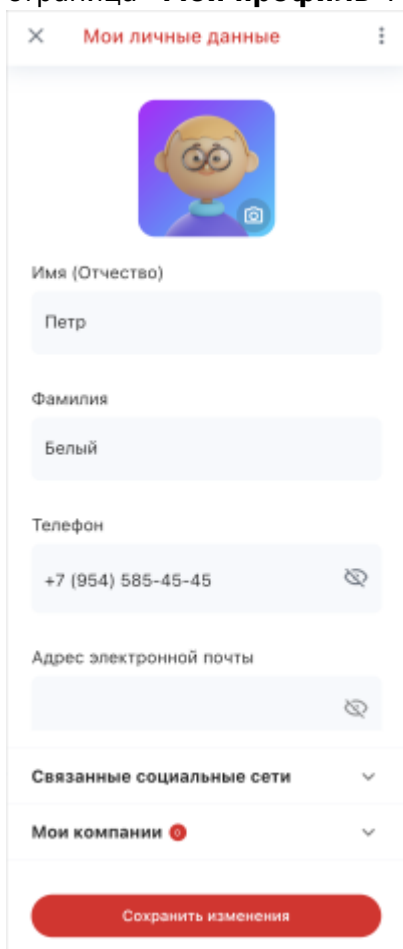 Мои личные данные
Имя (Отчество)
Петр
Фамилия
Белый
Телефон
+7 (954) 585-45-45
Адрес электронной почты
Связанные социальные сети
Мои компании 0
Сохранить изменения